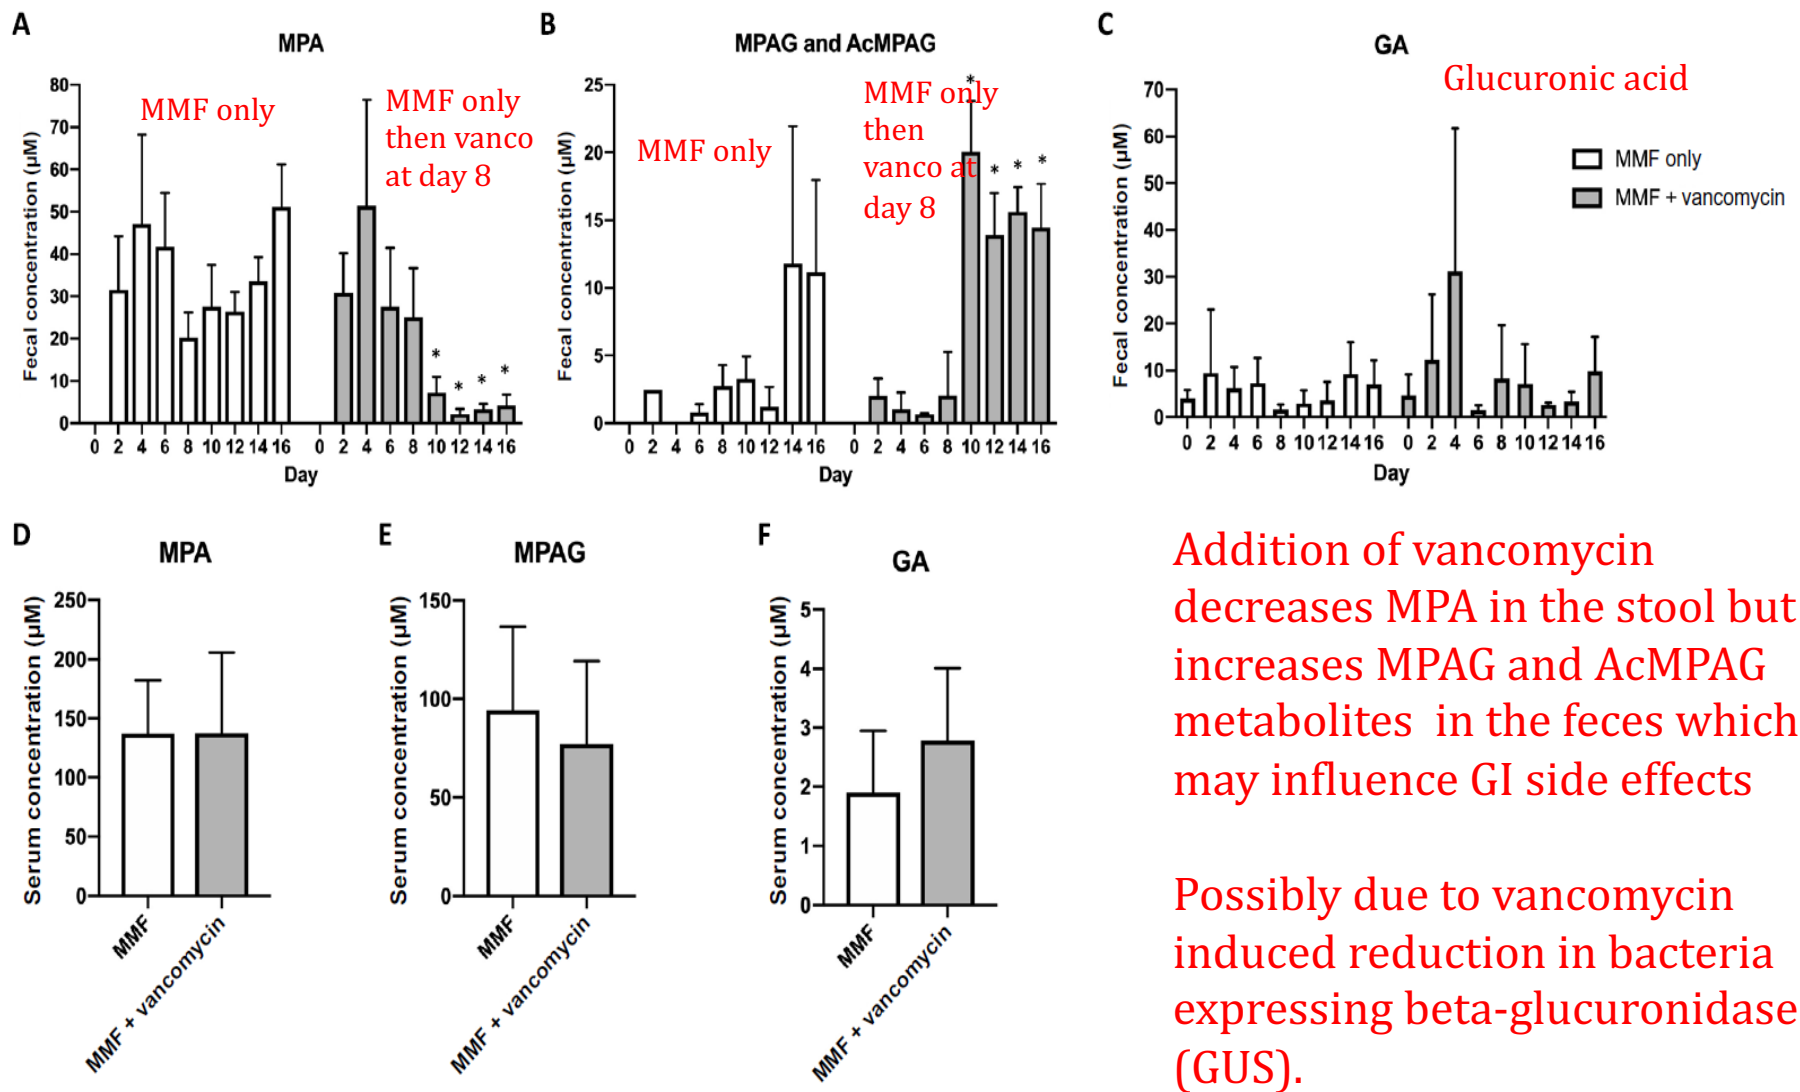 A
MPA
Fecal concentration (µM)
80
70
60
50
40
30
20
10
0
MMF only
MMF only
then vanco
at day 8
*
*
*
*
0 2 4 6 8 10 12 14 16 0 2 4 6 8 10 12 14 16
Day
B
MPAG and AcMPAG
Fecal concentration (µM)
25
20
15
10
5
0
MMF only
MMF only
then
vanco at
day 8
*
*
*
*
0 2 4 6 8 10 12 14 16 0 2 4 6 8 10 12 14 16
Day
C
GA
Glucuronic acid
Fecal concentration (µM)
70
60
50
40
30
20
10
0
MMF only
MMF + vancomycin
0 2 4 6 8 10 12 14 16 0 2 4 6 8 10 12 14 16
Day
D
MPA
Serum concentration (µM)
250
200
150
100
50
0
MMF
MMF + vancomycin
E
MPAG
Serum concentration (µM)
150
100
50
0
MMF
MMF + vancomycin
F
GA
Serum concentration (µM)
5
4
3
2
1
0
MMF
MMF + vancomycin
Addition of vancomycin
decreases MPA in the stool but
increases MPAG and AcMPAG
metabolites in the feces which
may influence GI side effects
Possibly due to vancomycin
induced reduction in bacteria
expressing beta-glucuronidase
(GUS).